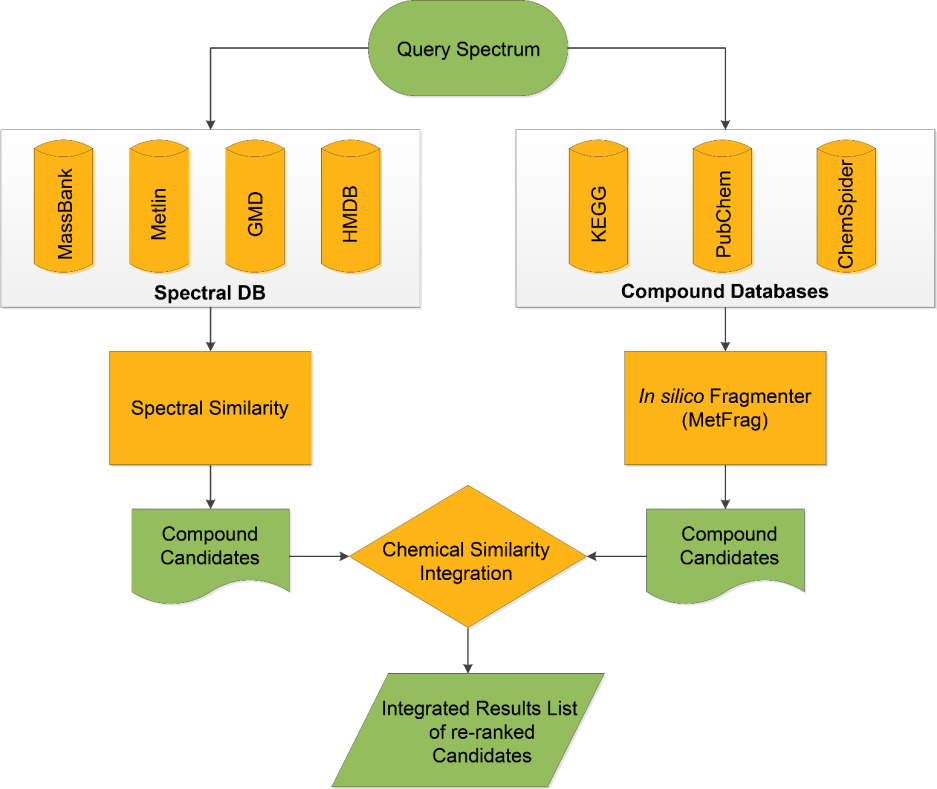 Query Spectrum
MassBank
Metlin
GMD
HMDB
Spectral DB
KEGG
PubChem
ChemSpider
Compound Databases
Spectral Similarity
In silico Fragmenter
(MetFrag)
Compound
Candidates
Chemical Similarity
Integration
Compound
Candidates
Integrated Results List
of re-ranked
Candidates